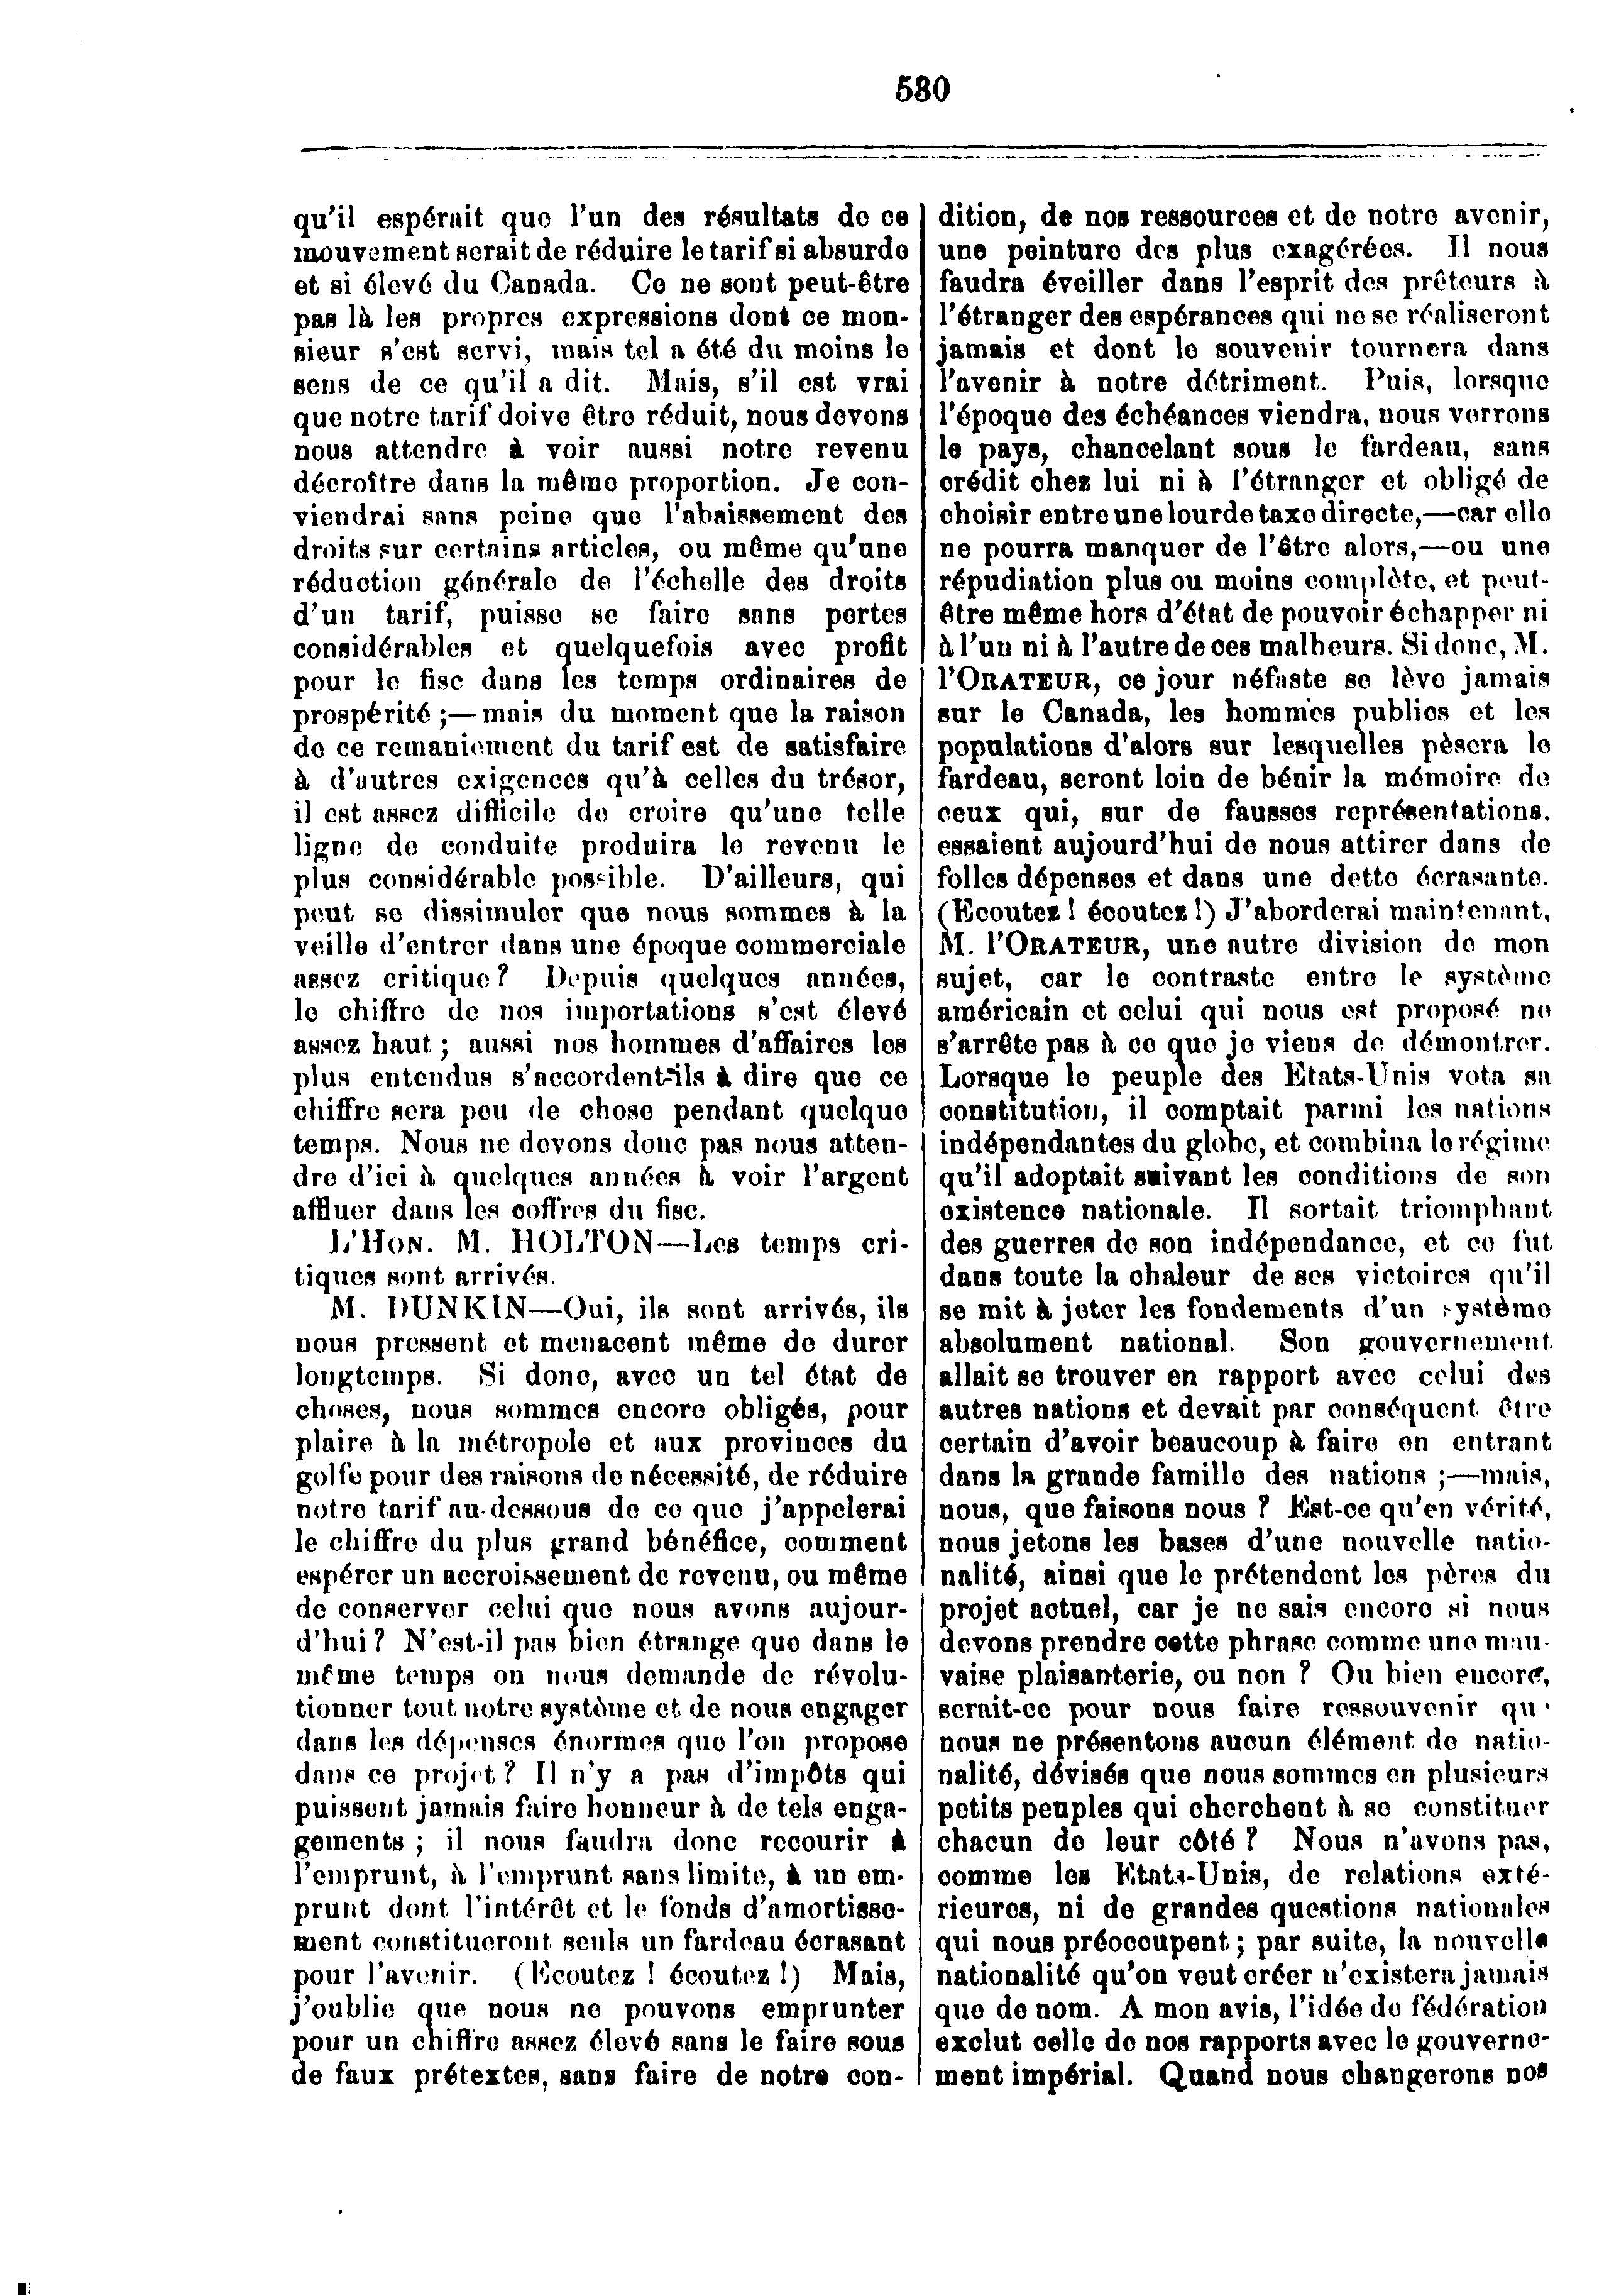 530
qu'il espérait que l'un des résultats de ce
mouvement serait de réduire le tarif si absurde
et si élevé du Canada. Ce ne sont peut-être
pas là les propres expressions dont ce mon-
sieur s'est servi, mais tel a été du moins le
sens de ce qu'il a dit. Mais, s'il est vrai
que notre tarif doive être réduit, nous devons
nous attendre à voir aussi notre revenu
décroître dans la même proportion. Je con-
viendrai sans peine que l'abaissement des
droits sur certains articles, ou même qu'une
réduction générale de l'échelle des droits
d'un tarif, puisse se faire sans pertes
considérables et quelquefois avec profit
pour le fisc dans les temps ordinaires de
prospérité ;—mais du moment que la raison
de ce remaniement du tarif est de satisfaire
à d'autres exigences qu'à celles du trésor,
il est assez difficile de croire qu'une telle
ligne de conduite produira le revenu le
plus considérable possible. D'ailleurs, qui
peut se dissimuler que nous sommes à la
veille d'entrer dans une époque commerciale
assez critique ? Depuis quelques années,
le chiffre de nos importations s'est élevé
assez haut ; aussi nos hommes d'affaires les
plus entendus s'accordent-ils à dire que ce
chiffre sera peu de chose pendant quelque
temps. Nous ne devons donc pas nous atten-
dre d'ici à quelques années à voir l'argent
affluer dans les coffres du fisc.
L'HON. M. HOLTON—Les temps cri-
tiques sont arrivés.
M. DUNKIN—Oui, ils sont arrivés, ils
nous pressent et menacent même de durer
longtemps. Si donc, avec un tel état de
choses, nous sommes encore obligés, pour
plaire à la métropole et aux provinces du
golfe pour des raisons de nécessité, de réduire
notre tarif au-dessous de ce que j'appelerai
le chiffre du plus grand bénéfice, comment
espérer un accroissement de revenu, ou même
de conserver celui que nous avons aujour-
d'hui ? N'est-il pas bien étrange que dans le
même temps on nous demande de révolu-
tionner tout notre système et de nous engager
dans les dépenses énormes que l'on propose
dans ce projet ? Il n'y a pas d'impôts qui
puissent jamais faire honneur à de tels enga-
gements ; il nous faudra donc recourir à
l'emprunt, à l'emprunt sans limite, à un em-
prunt dont l'intérêt et le fonds d'amortisse-
ment constitueront seuls un fardeau écrasant
pour l'avenir. (Ecoutez ! écoutez !) Mais,
j'oublie que nous ne pouvons emprunter
pour un chiffre assez élevé sans le faire sous
de faux prétextes, sans faire de notre con-
dition, de nos ressources et de notre avenir,
une peinture des plus exagérées. Il nous
faudra éveiller dans l'esprit des prêteurs à
l'étranger des espérances qui ne se réaliseront
jamais et dont le souvenir tournera dans
l'avenir à notre détriment. Puis, lorsque
l'époque des échéances viendra, nous verrons
le pays, chancelant sous le fardeau, sans
crédit chez lui ni à l'étranger et obligé de
choisir entre une lourde taxe directe,—car elle
ne pourra manquer de l'être alors,—ou une
répudiation plus ou moins complète, et peut-
être même hors d'état de pouvoir échapper ni
à l'un ni à l'autre de ces malheurs. Si donc, M.
l'ORATEUR, ce jour néfaste se lève jamais
sur le Canada, les hommes publics et les
populations d'alors sur lesquelles pèsera le
fardeau, seront loin de bénir la mémoire de
ceux qui, sur de fausses représentations.
essaient aujourd'hui de nous attirer dans de
folles dépenses et dans une dette écrasante.
(Ecoutez ! écoutez !) J'aborderai maintenant,
M. l'ORATEUR, une autre division de mon
sujet, car le contraste entre le système
américain et celui qui nous est proposé ne
s'arrête pas à ce que je viens de démontrer.
Lorsque le peuple des Etats-Unis vota sa
constitution, il comptait parmi les nations
indépendantes du globe, et combina le régime
qu'il adoptait suivant les conditions de son
existence nationale. Il sortait triomphant
des guerres de son indépendance, et ce fut
dans toute la chaleur de ses victoires qu'il
se mit à jeter les fondements d'un système
absolument national. Son gouvernement
allait se trouver en rapport avec celui des
autres nations et devait par conséquent être
certain d'avoir beaucoup à faire en entrant
dans la grande famille des nations ;—mais,
nous, que faisons nous ? Est-ce qu'en vérité,
nous jetons les bases d'une nouvelle natio-
nalité, ainsi que le prétendent les pères du
projet actuel, car je ne sais encore si nous
devons prendre cette phrase comme une mau-
vaise plaisanterie, ou non ? Ou bien encore,
serait-ce pour nous faire ressouvenir qu'
nous ne présentons aucun élément de natio-
nalité, dévisés que nous sommes en plusieurs
petits peuples qui cherchent à se constituer
chacun de leur côté ? Nous n'avons pas,
comme les Etats-Unis, de relations exté-
rieures, ni de grandes questions nationales
qui nous préoccupent ; par suite, la nouvelle
nationalité qu'on veut créer n'existera jamais
que de nom. A mon avis, l'idée de fédération
exclut celle de nos rapports avec le gouverne-
ment impérial. Quand nous changerons nos